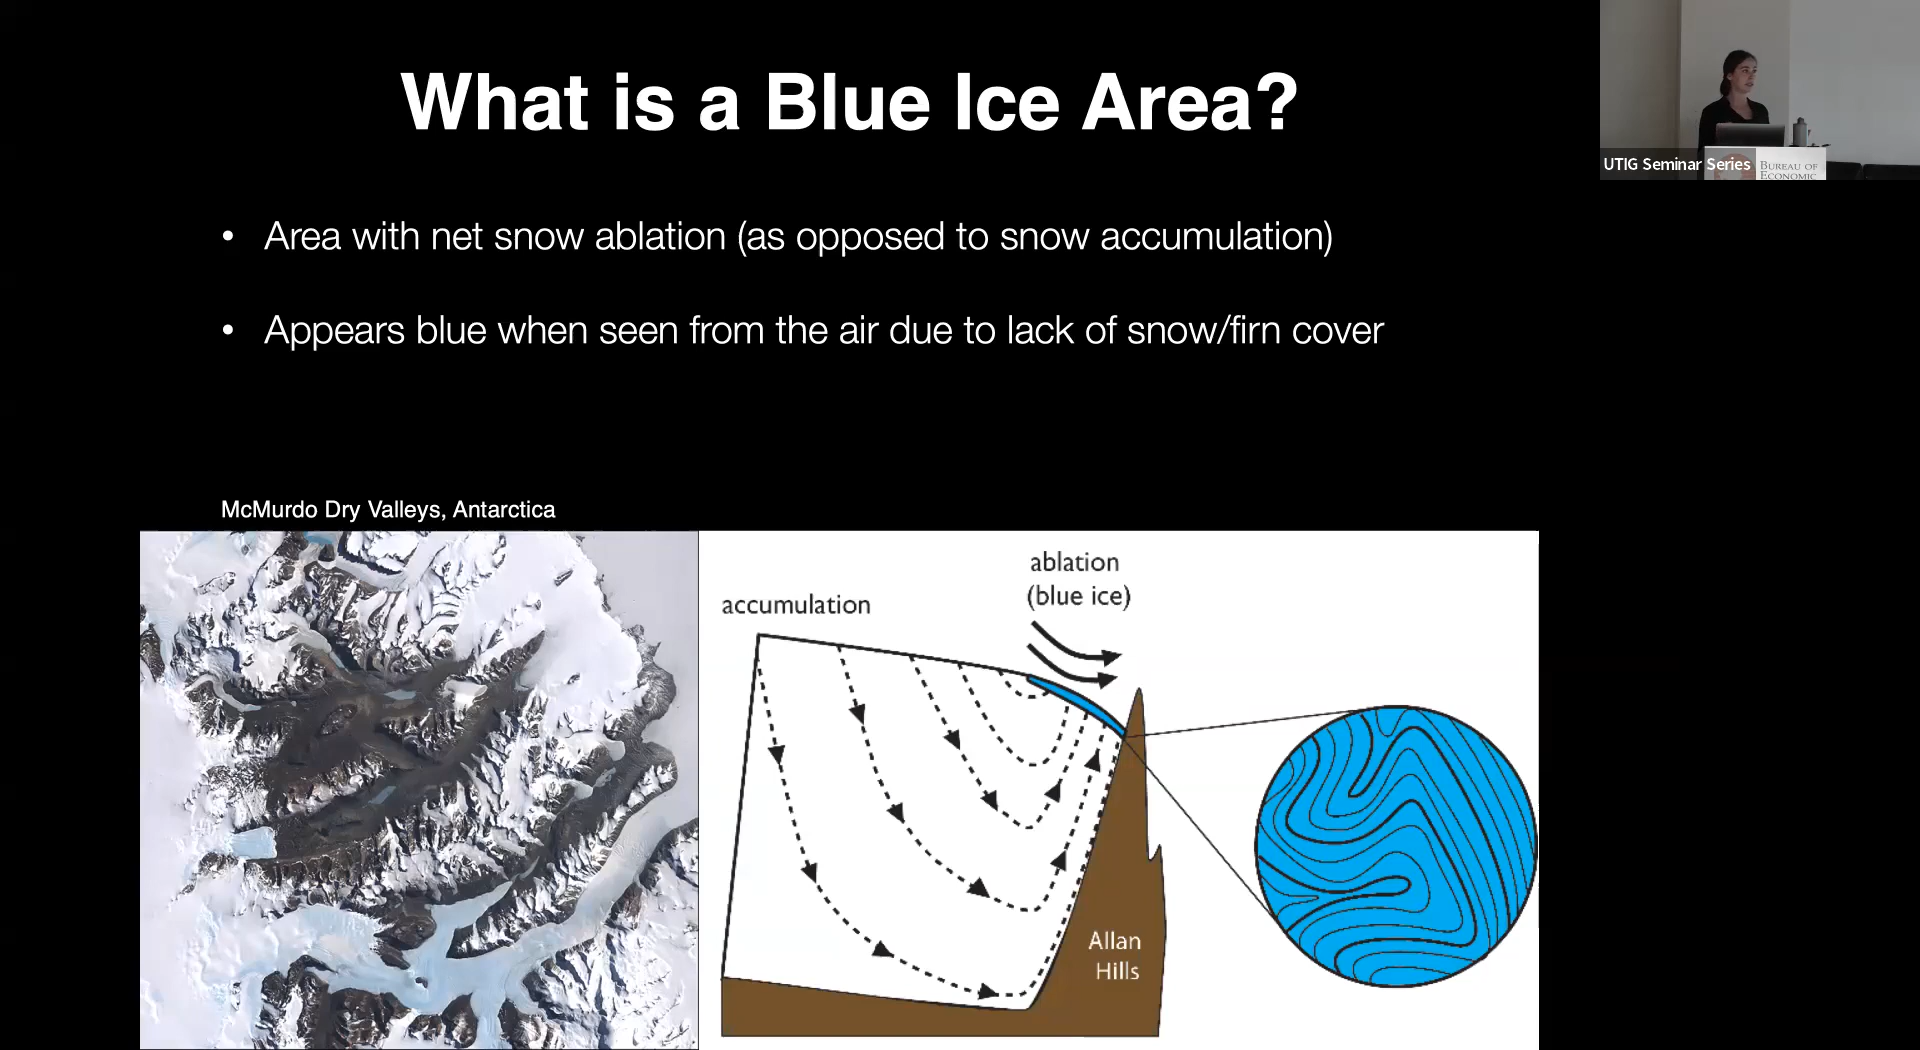 What is a Blue Ice Area?
UTIG Seminar Series
BUREAU OF
ECONOMIC
• Area with net snow ablation (as opposed to snow accumulation)
• Appears blue when seen from the air due to lack of snow/firn cover
McMurdo Dry Valleys, Antarctica
ablation
(blue ice)
accumulation
Allan
Hills